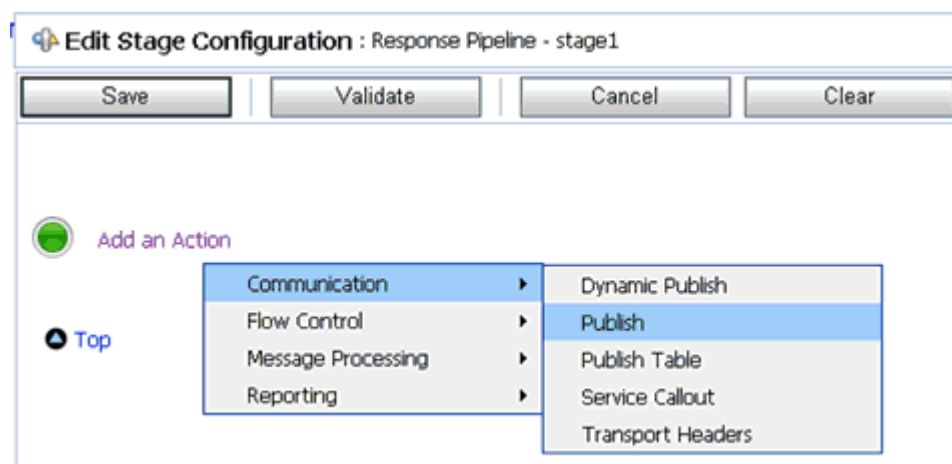 Edit Stage Configuration : Response Pipeline - stage1
Save Validate Cancel Clear
Add an Action
Communication Dynamic Publish
Flow Control Publish
Top
Message Processing Publish Table
Reporting Service Callout
Transport Headers